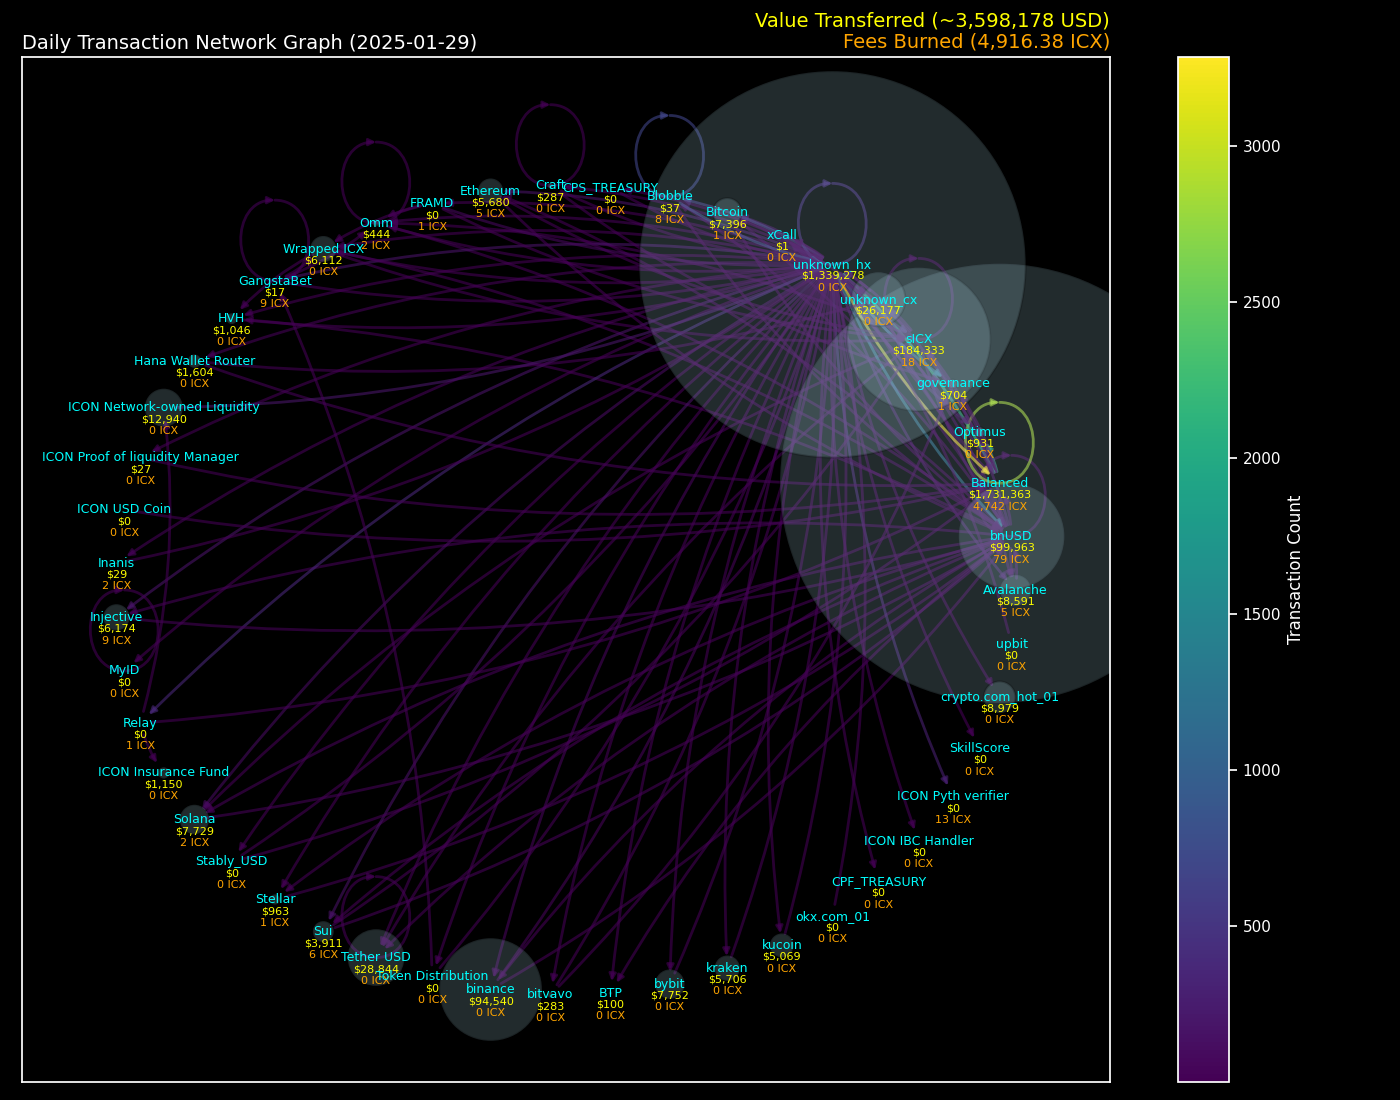 Value Transferred (~3,598,178 USD)
Daily Transaction Network Graph (2025-01-29)
Fees Burned (4,916.38 ICX)
Ethereum
$5,680
5 ICX
Craft
$287
0 ICX
CPS_TREASURY
$0
0 ICX
Blobble
$37
8 ICX
Bitcoin
$7,396
1 ICX
FRAMD
$0
1 ICX
Omm
$444
2 ICX
xCall
$1
0 ICX
Wrapped ICX
$6,112
0 ICX
unknown_hx
$1,339,278
0 ICX
GangstaBet
$17
9 ICX
unknown_cx
$26,177
0 ICX
HVH
$1,046
0 ICX
sICX
$184,333
18 ICX
Hana Wallet Router
$1,604
0 ICX
governance
$704
1 ICX
ICON Network-owned Liquidity
$12,940
0 ICX
Optimus
$931
0 ICX
ICON Proof of liquidity Manager
$27
0 ICX
Balanced
$1,731,363
4,742 ICX
ICON USD Coin
$0
0 ICX
bnUSD
$99,963
79 ICX
Inanis
$29
2 ICX
Avalanche
$8,591
5 ICX
Injective
$6,174
9 ICX
upbit
$0
0 ICX
MyID
$0
0 ICX
crypto.com_hot_01
$8,979
0 ICX
Relay
$0
1 ICX
SkillScore
$0
0 ICX
ICON Insurance Fund
$1,150
0 ICX
ICON Pyth verifier
$0
13 ICX
Solana
$7,729
2 ICX
ICON IBC Handler
$0
0 ICX
Stably_USD
$0
0 ICX
CPF_TREASURY
$0
0 ICX
Stellar
$963
1 ICX
okx.com_01
$0
0 ICX
Sui
$3,911
6 ICX
kucoin
$5,069
0 ICX
Tether USD
$28,844
0 ICX
kraken
$5,706
0 ICX
Token Distribution
$0
0 ICX
bybit
$7,752
0 ICX
binance
$94,540
0 ICX
bitvavo
$283
0 ICX
BTP
$100
0 ICX
3000
2500
2000
1500
1000
500
Transaction Count